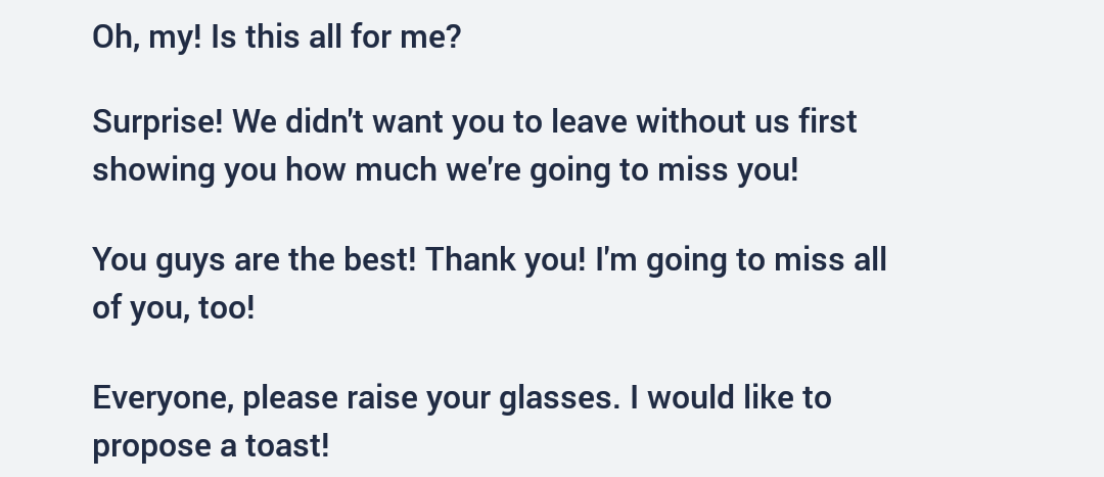 Oh, my! Is this all for me?
Surprise! We didn't want you to leave without us first
showing you how much we're going to miss you!
You guys are the best! Thank you! I'm going to miss all
of you, too!
Everyone, please raise your glasses. I would like to
propose a toast!